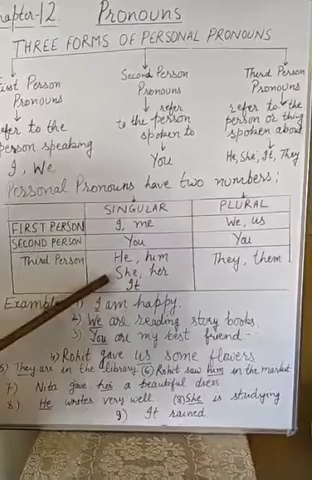 hapter-12. Pronouns
THREE FORMS OF PERSONAL PRONOUNS
irst Person Pronouns
efer to the person speaking
I, We
Second Person Pronouns
refer to the person spoken to
You
Third Person Pronouns
refer to the person or thing spoken about
He, She, It, They
Personal Pronouns have two numbers:
SINGULAR PLURAL
FIRST PERSON I, me We, us
SECOND PERSON You You
Third Person He, him They, them
She, her
It
Example 1) I am happy.
2) We are reading story books.
3) You are my best friend.
4) Rohit gave us some flowers
5) They are in the library. (6) Rohit saw him in the market
7) Nita gave her a beautiful dress
8) He writes very well (8) She is studying
9) It rained